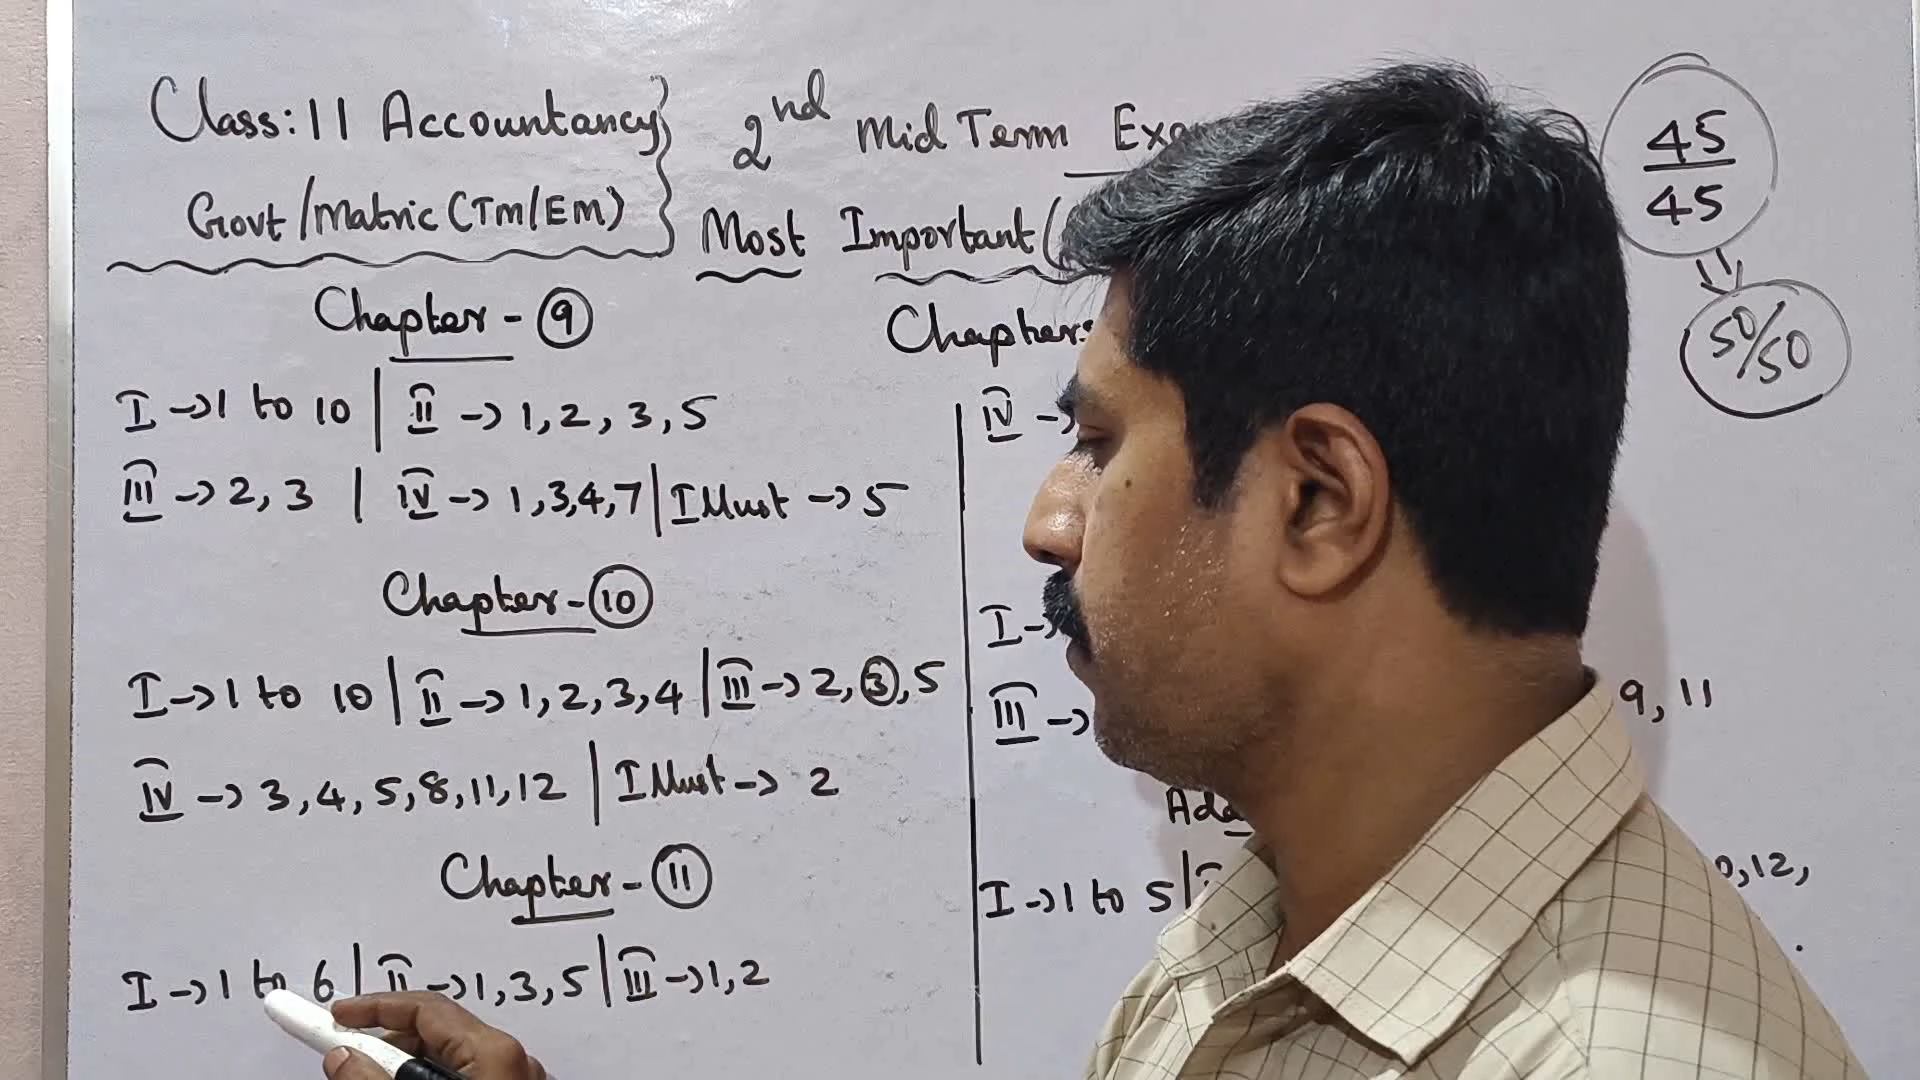 Class: 11 Accountancy
Govt/Matric (TM/EM)
2nd Mid Term
Most Important (
45/45
50/50
Chapter - 9
I → 1 to 10 | II → 1, 2, 3, 5
III → 2, 3 | IV → 1, 3, 4, 7 | I Must → 5
Chapter - 10
I → 1 to 10 | II → 1, 2, 3, 4 | III → 2, 3, 5
IV → 3, 4, 5, 8, 11, 12 | I Must → 2
Chapter - 11
I → 1 to 6 | II → 1, 3, 5 | III → 1, 2
Chapter
IV →
I →
III → 9, 11
I → 1 to 5 | 12,